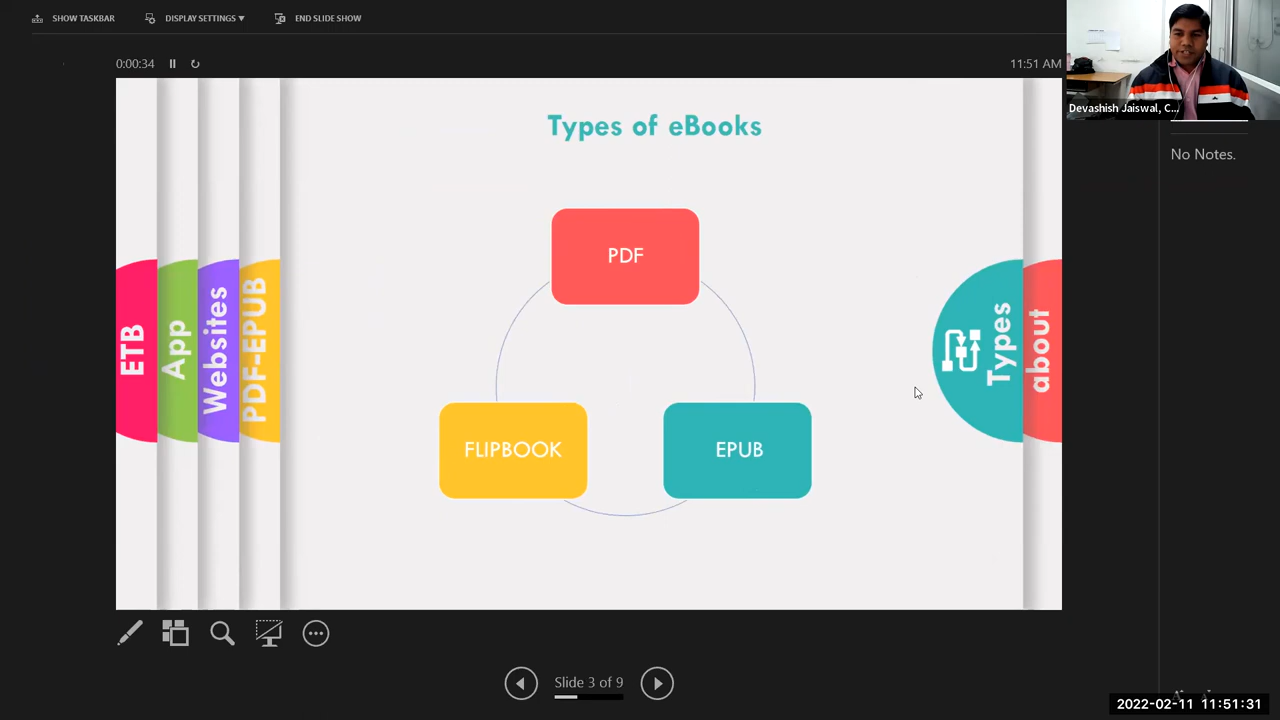 SHOW TASKBAR
DISPLAY SETTINGS ▼
END SLIDE SHOW
0:00:34
11:51 AM
Devashish Jaiswal, C...
No Notes.
Types of eBooks
PDF
FLIPBOOK
EPUB
ETB
App
Websites
PDF-EPUB
Types
about
Slide 3 of 9
2022-02-11 11:51:31